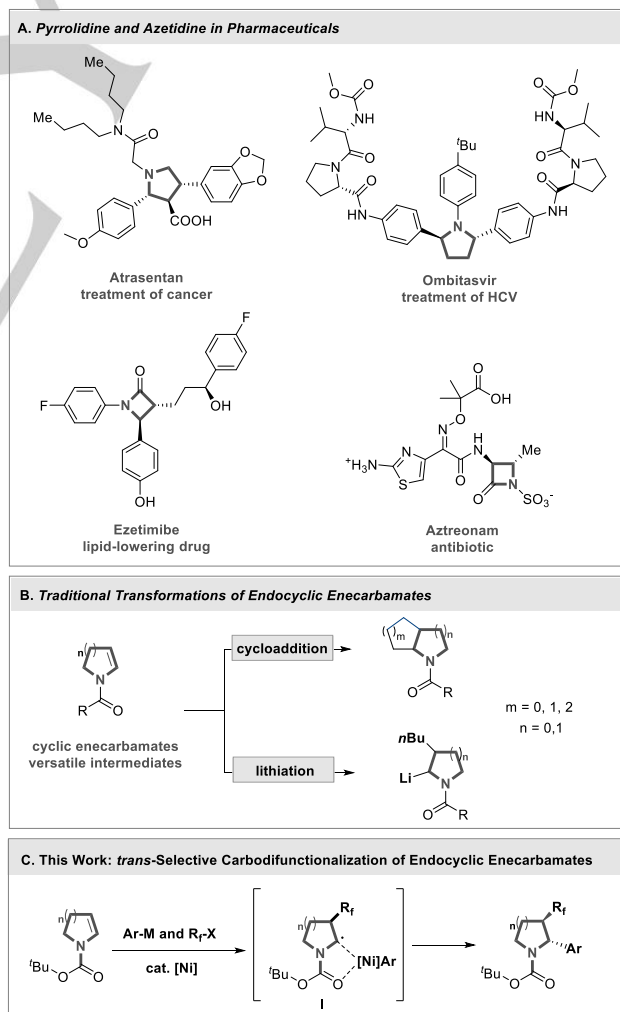 A. Pyrrolidine and Azetidine in Pharmaceuticals
Me
Me
N
O
N
O
O
COOH
O
Atrasentan
treatment of cancer
O
O
NH
O
N
O
HN
tBu
N
O
O
NH
O
N
O
NH
Ombitasvir
treatment of HCV
F
O
F
N
OH
OH
Ezetimibe
lipid-lowering drug
O
OH
O
N
H
N
Me
+H3N
N
S
O
O
N
SO3-
Aztreonam
antibiotic
B. Traditional Transformations of Endocyclic Enecarbamates
n
N
R
O
cyclic enecarbamates
versatile intermediates
cycloaddition
( )m
( )n
N
O
R
lithiation
nBu
( )n
Li
N
O
R
m = 0, 1, 2
n = 0,1
C. This Work: trans-Selective Carbodifunctionalization of Endocyclic Enecarbamates
n( )
N
tBu
O
O
Ar-M and Rf-X
cat. [Ni]
Rf
n( )
N
[Ni]Ar
tBu
O
O
I
Rf
n( )
Ar
N
tBu
O
O